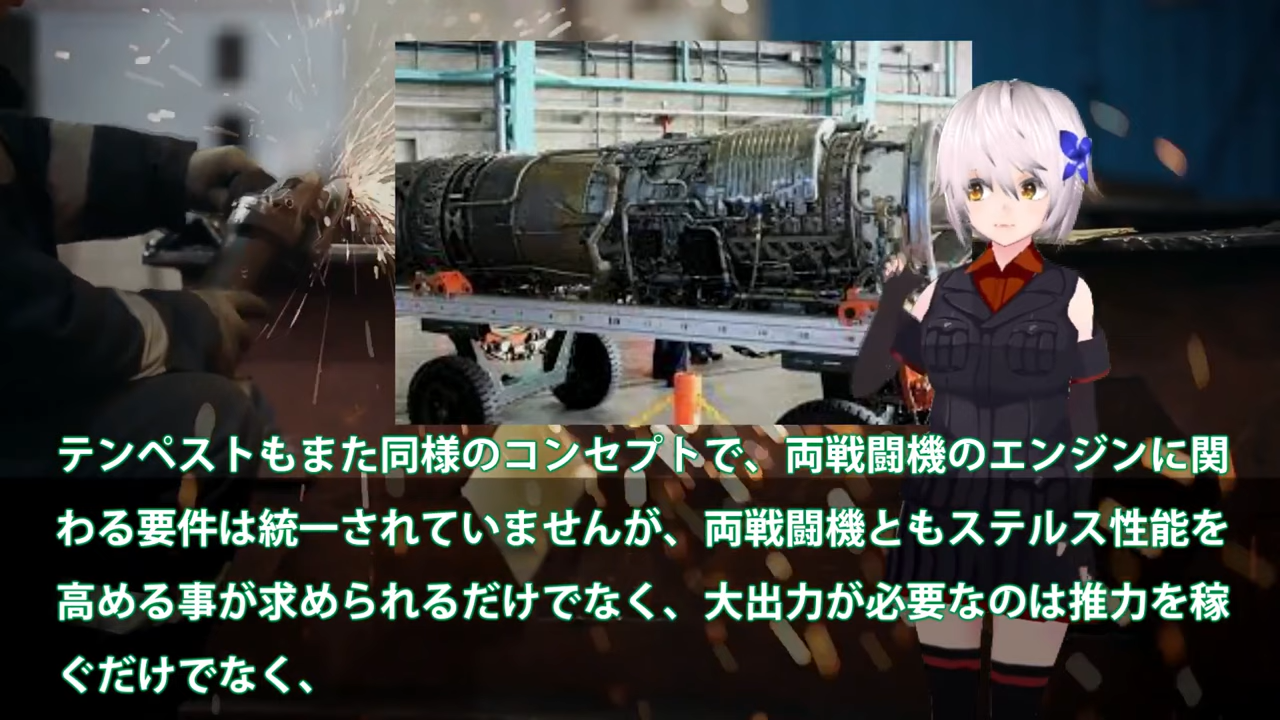 テンペストもまた同様のコンセプトで、両戦闘機のエンジンに関
わる要件は統一されていませんが、両戦闘機ともステルス性能を
高める事が求められるだけでなく、大出力が必要なのは推力を稼
ぐだけでなく、